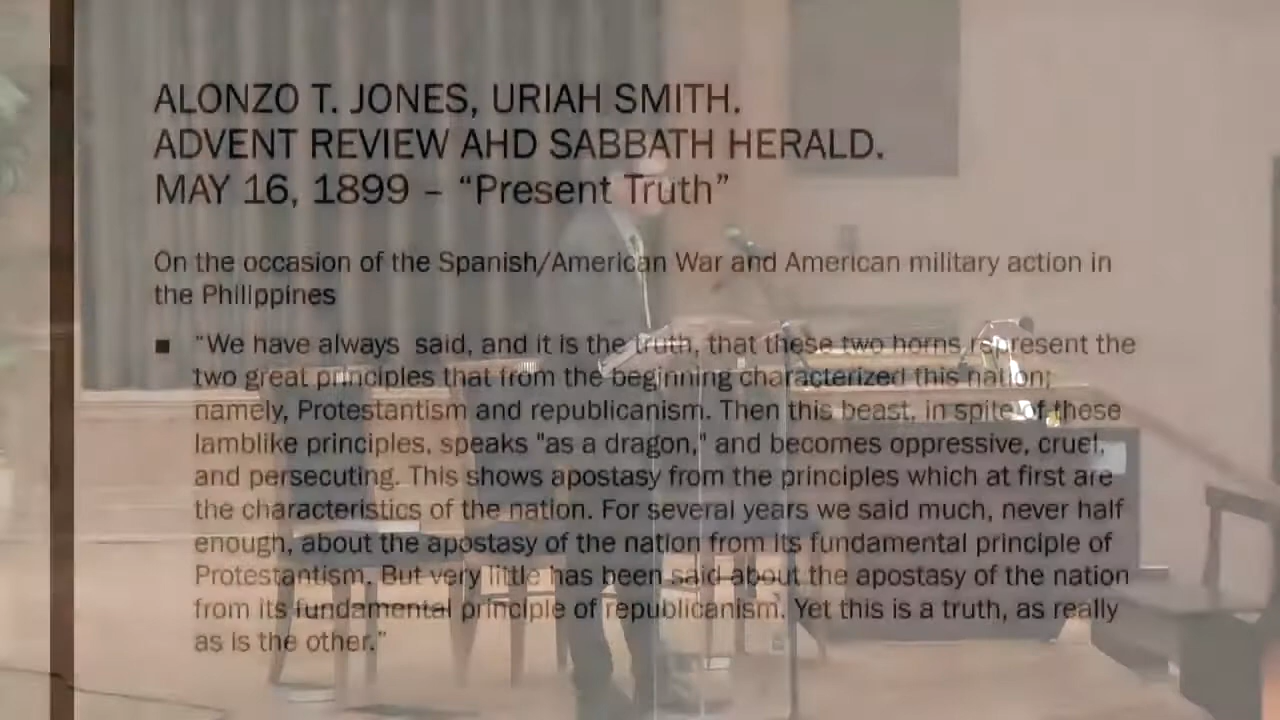 ALONZO T. JONES, URIAH SMITH.
ADVENT REVIEW AHD SABBATH HERALD.
MAY 16, 1899 – “Present Truth”
On the occasion of the Spanish/American War and American military action in
the Philippines
■ "We have always said, and it is the truth, that these two horns represent the
two great principles that from the beginning characterized this nation;
namely, Protestantism and republicanism. Then this beast, in spite of these
lamblike principles, speaks "as a dragon," and becomes oppressive, cruel,
and persecuting. This shows apostasy from the principles which at first are
the characteristics of the nation. For several years we said much, never half
enough, about the apostasy of the nation from its fundamental principle of
Protestantism. But very little has been said about the apostasy of the nation
from its fundamental principle of republicanism. Yet this is a truth, as really
as is the other.”